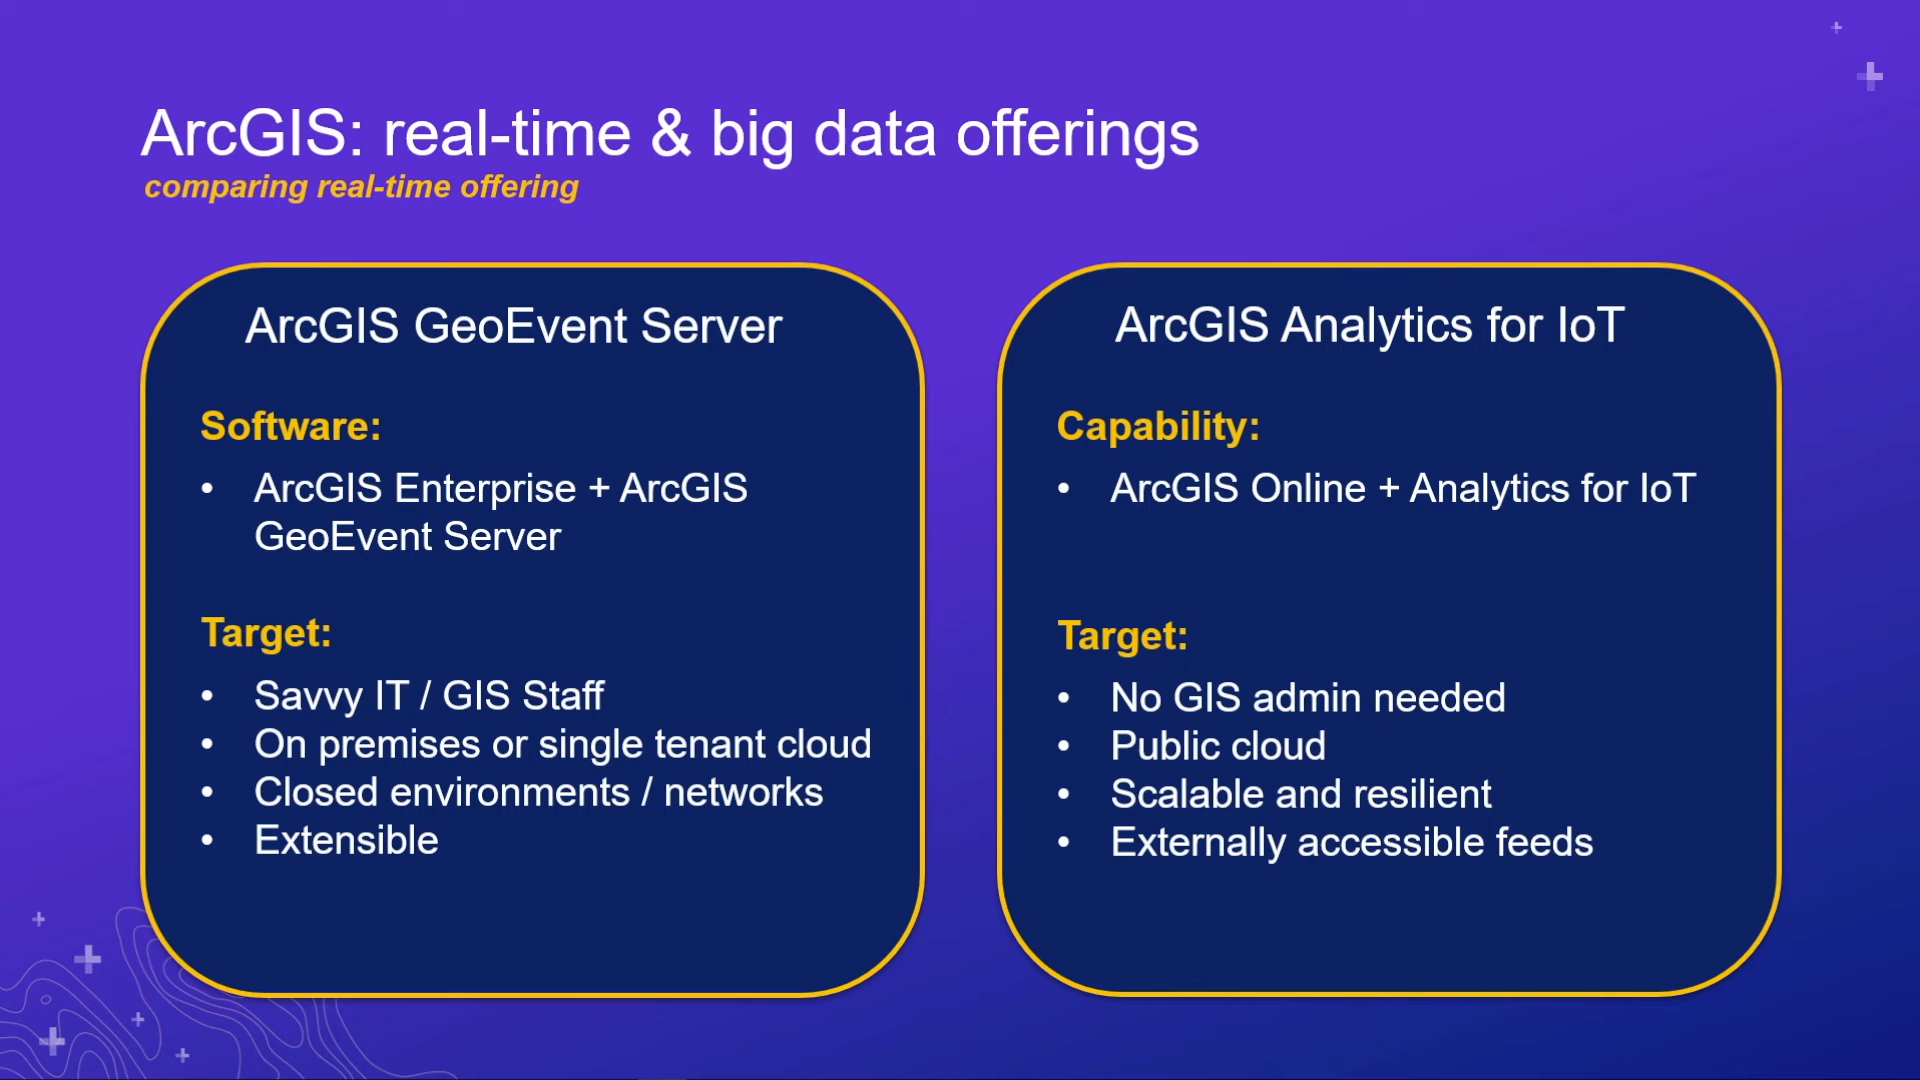 ArcGIS: real-time & big data offerings
comparing real-time offering
ArcGIS GeoEvent Server
Software:
• ArcGIS Enterprise + ArcGIS
GeoEvent Server
Target:
• Savvy IT / GIS Staff
• On premises or single tenant cloud
• Closed environments / networks
• Extensible
ArcGIS Analytics for IoT
Capability:
• ArcGIS Online + Analytics for IoT
Target:
• No GIS admin needed
• Public cloud
• Scalable and resilient
• Externally accessible feeds